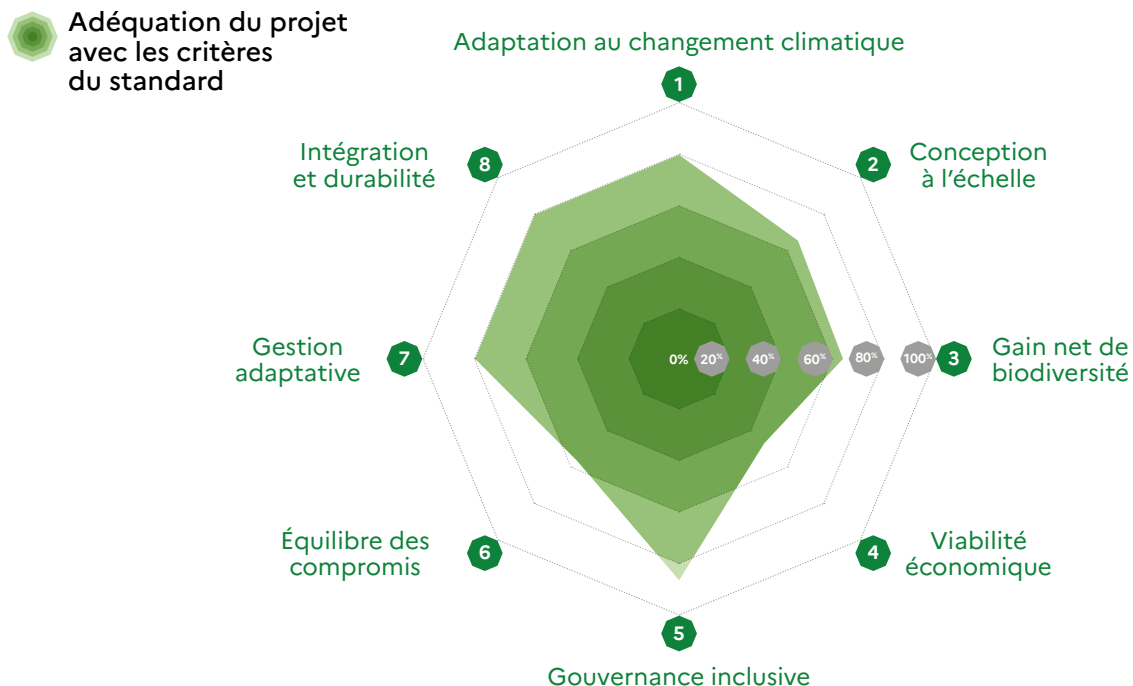 Adéquation du projet
avec les critères
du standard
Adaptation au changement climatique
1
2
Conception
à l'échelle
3
Gain net de
biodiversité
4
Viabilité
économique
5
Gouvernance inclusive
6
Équilibre des
compromis
7
Gestion
adaptative
8
Intégration
et durabilité
0% 20% 40% 60% 80% 100%